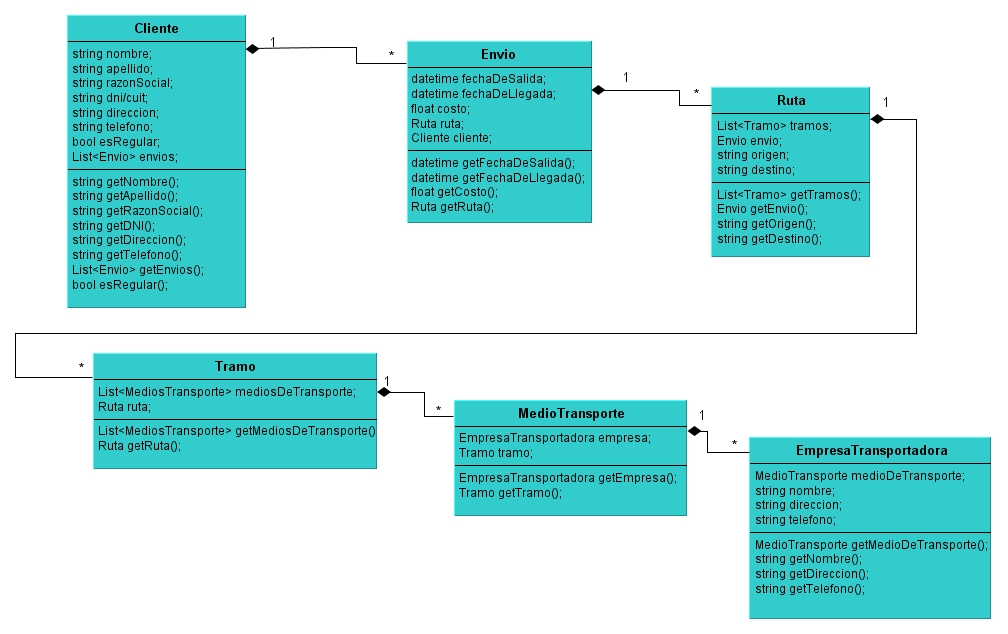 Cliente
string nombre;
string apellido;
string razonSocial;
string dni/cuit;
string direccion;
string telefono;
bool esRegular;
List<Envio> envios;
string getNombre();
string getApellido();
string getRazonSocial();
string getDNI();
string getDireccion();
string getTelefono();
List<Envio> getEnvios();
bool esRegular();
1
*
Envio
datetime fechaDeSalida;
datetime fechaDeLlegada;
float costo;
Ruta ruta;
Cliente cliente;
datetime getFechaDeSalida();
datetime getFechaDeLlegada();
float getCosto();
Ruta getRuta();
1
*
Ruta
List<Tramo> tramos;
Envio envio;
string origen;
string destino;
List<Tramo> getTramos();
Envio getEnvio();
string getOrigen();
string getDestino();
1
*
Tramo
List<MediosTransporte> mediosDeTransporte;
Ruta ruta;
List<MediosTransporte> getMediosDeTransporte()
Ruta getRuta();
1
*
MedioTransporte
EmpresaTransportadora empresa;
Tramo tramo;
EmpresaTransportadora getEmpresa();
Tramo getTramo();
1
*
EmpresaTransportadora
MedioTransporte medioDeTransporte;
string nombre;
string direccion;
string telefono;
MedioTransporte getMedioDeTransporte();
string getNombre();
string getDireccion();
string getTelefono();